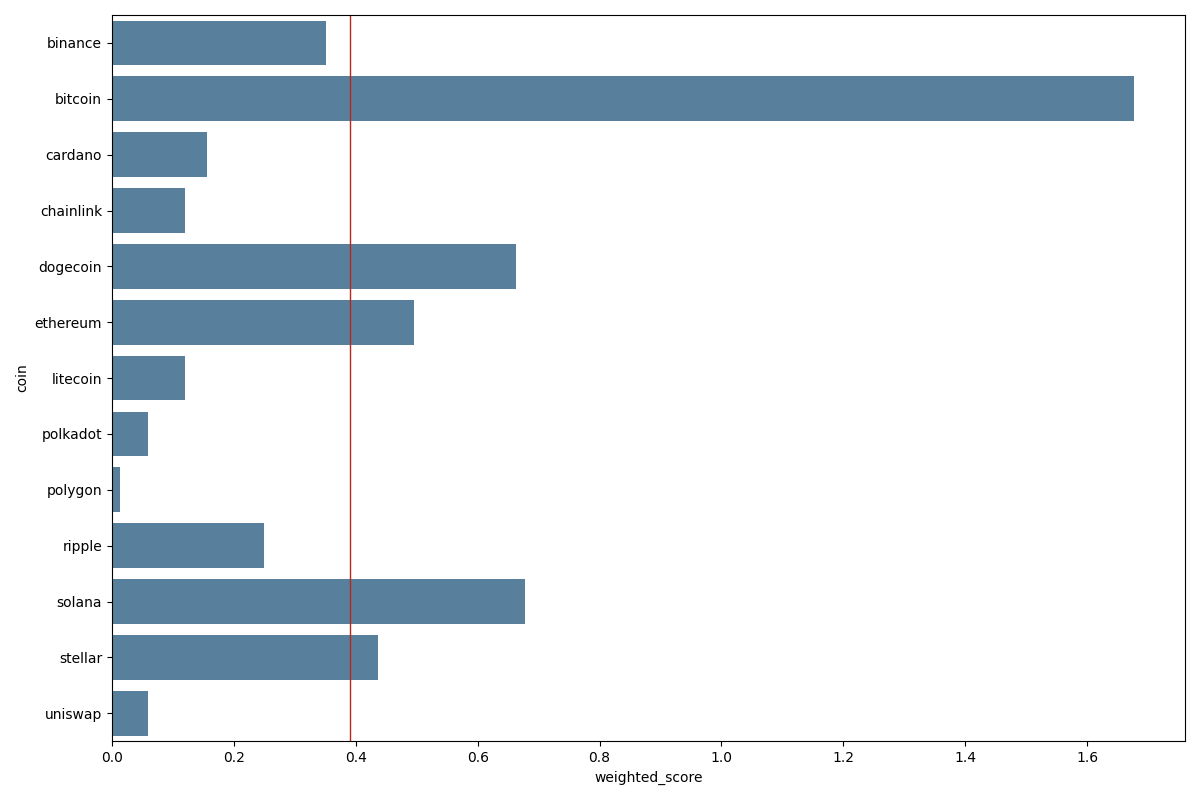 binance
bitcoin
cardano
chainlink
dogecoin
ethereum
litecoin
polkadot
polygon
ripple
solana
stellar
uniswap
coin
0.0 0.2 0.4 0.6 0.8 1.0 1.2 1.4 1.6
weighted_score